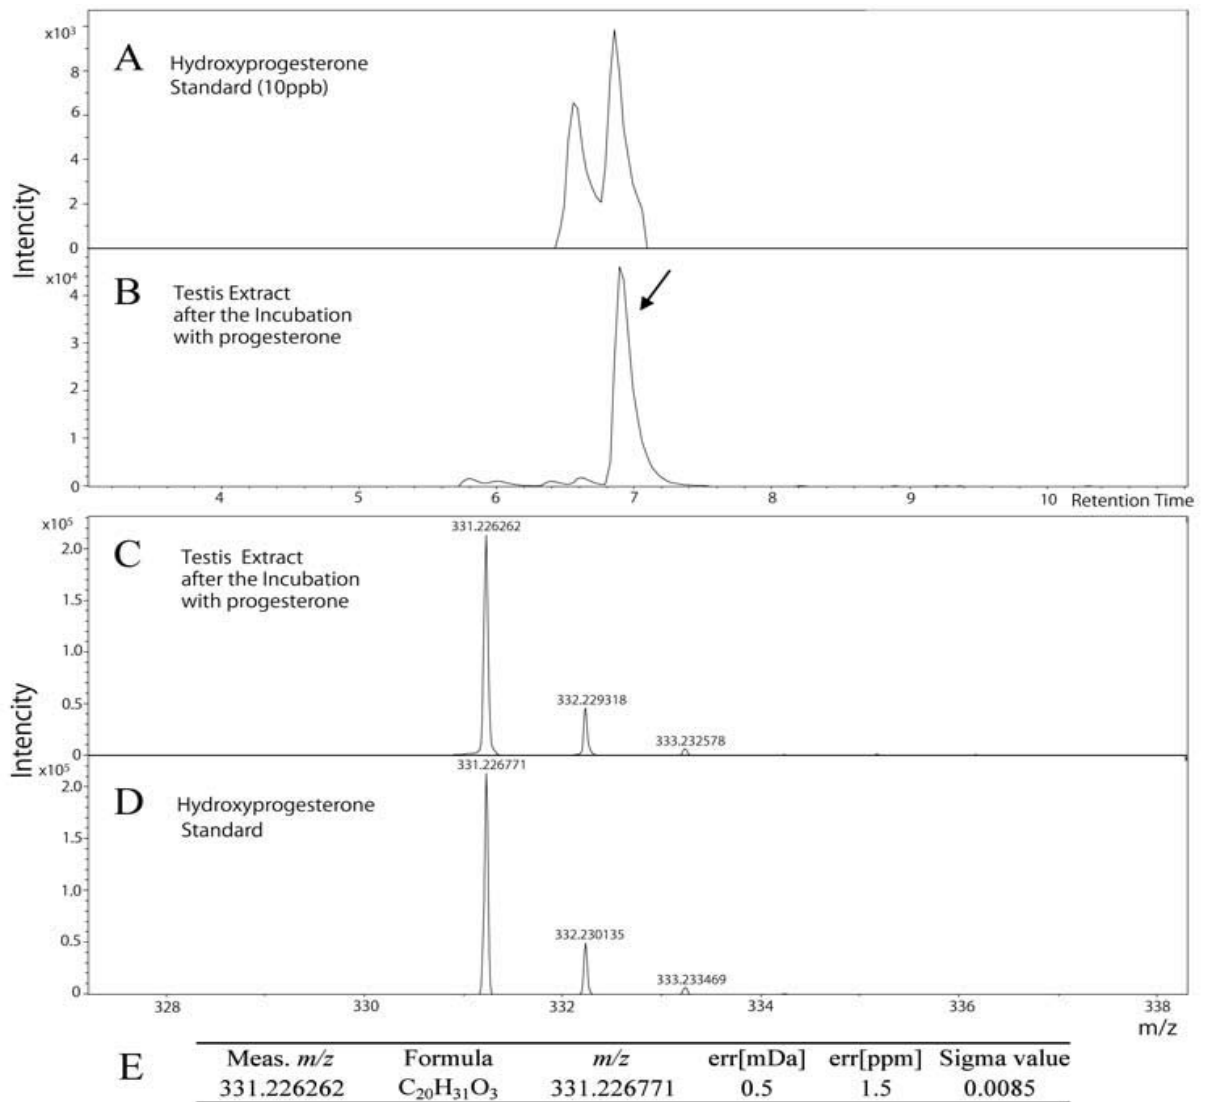 x10³
A
Hydroxyprogesterone
Standard (10ppb)
8
6
4
2
0
Intencity
x10⁴
B
Testis Extract
after the Incubation
with progesterone
4
3
2
1
0
4 5 6 7 8 9 10 Retention Time
x10⁵
C
Testis Extract
after the Incubation
with progesterone
331.226262
332.229318
333.232578
2.0
1.5
1.0
0.5
0
Intencity
x10⁵
D
Hydroxyprogesterone
Standard
331.226771
332.230135
333.233469
2.0
1.5
1.0
0.5
0
328 330 332 334 336 338
m/z
E
Meas. m/z Formula m/z err[mDa] err[ppm] Sigma value
331.226262 C₂₀H₃₁O₃ 331.226771 0.5 1.5 0.0085